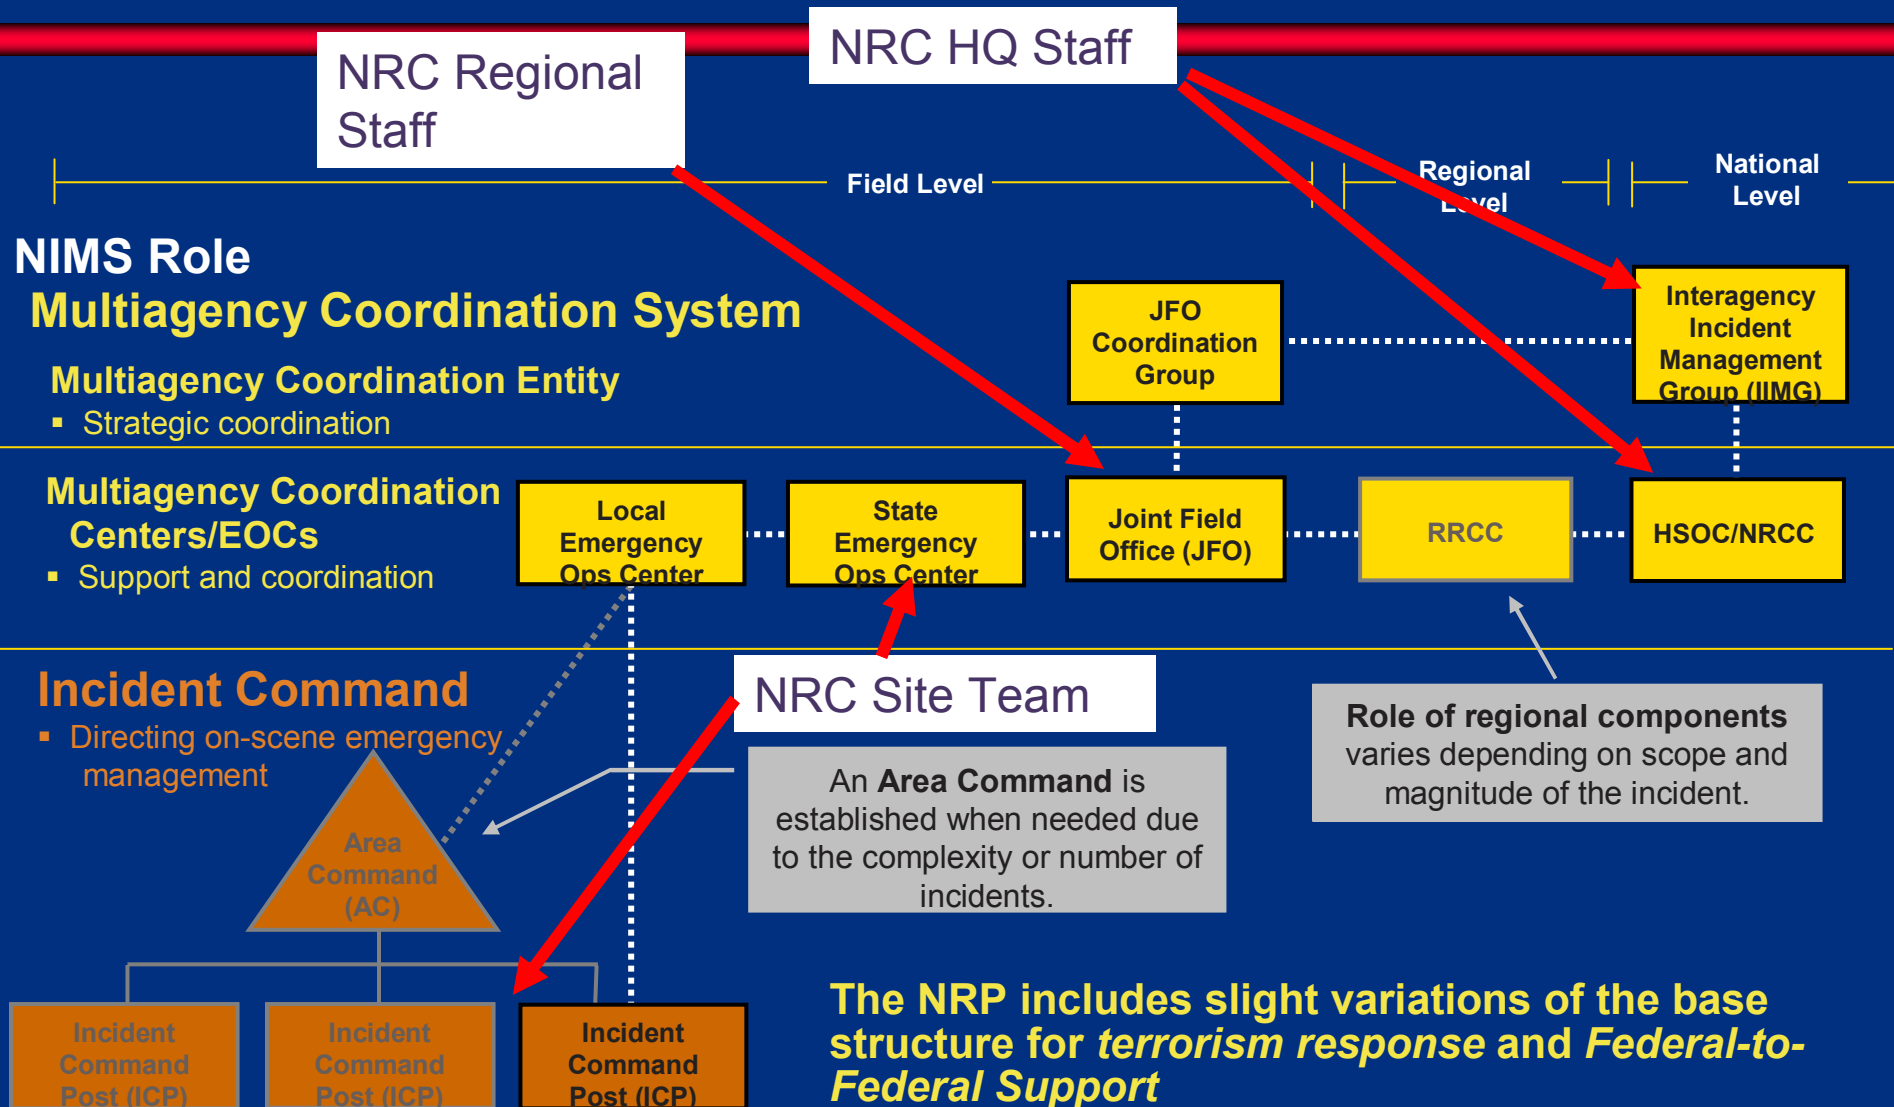 NRC Regional
Staff
NRC HQ Staff
Field Level
Regional
Level
National
Level
NIMS Role
Multiagency Coordination System
Multiagency Coordination Entity
▪ Strategic coordination
JFO
Coordination
Group
Interagency
Incident
Management
Group (IIMG)
Multiagency Coordination
Centers/EOCs
▪ Support and coordination
Local
Emergency
Ops Center
State
Emergency
Ops Center
Joint Field
Office (JFO)
RRCC
HSOC/NRCC
Incident Command
▪ Directing on-scene emergency
management
NRC Site Team
An Area Command is
established when needed due
to the complexity or number of
incidents.
Role of regional components
varies depending on scope and
magnitude of the incident.
Area
Command
(AC)
Incident
Command
Post (ICP)
Incident
Command
Post (ICP)
Incident
Command
Post (ICP)
The NRP includes slight variations of the base
structure for terrorism response and Federal-to-
Federal Support